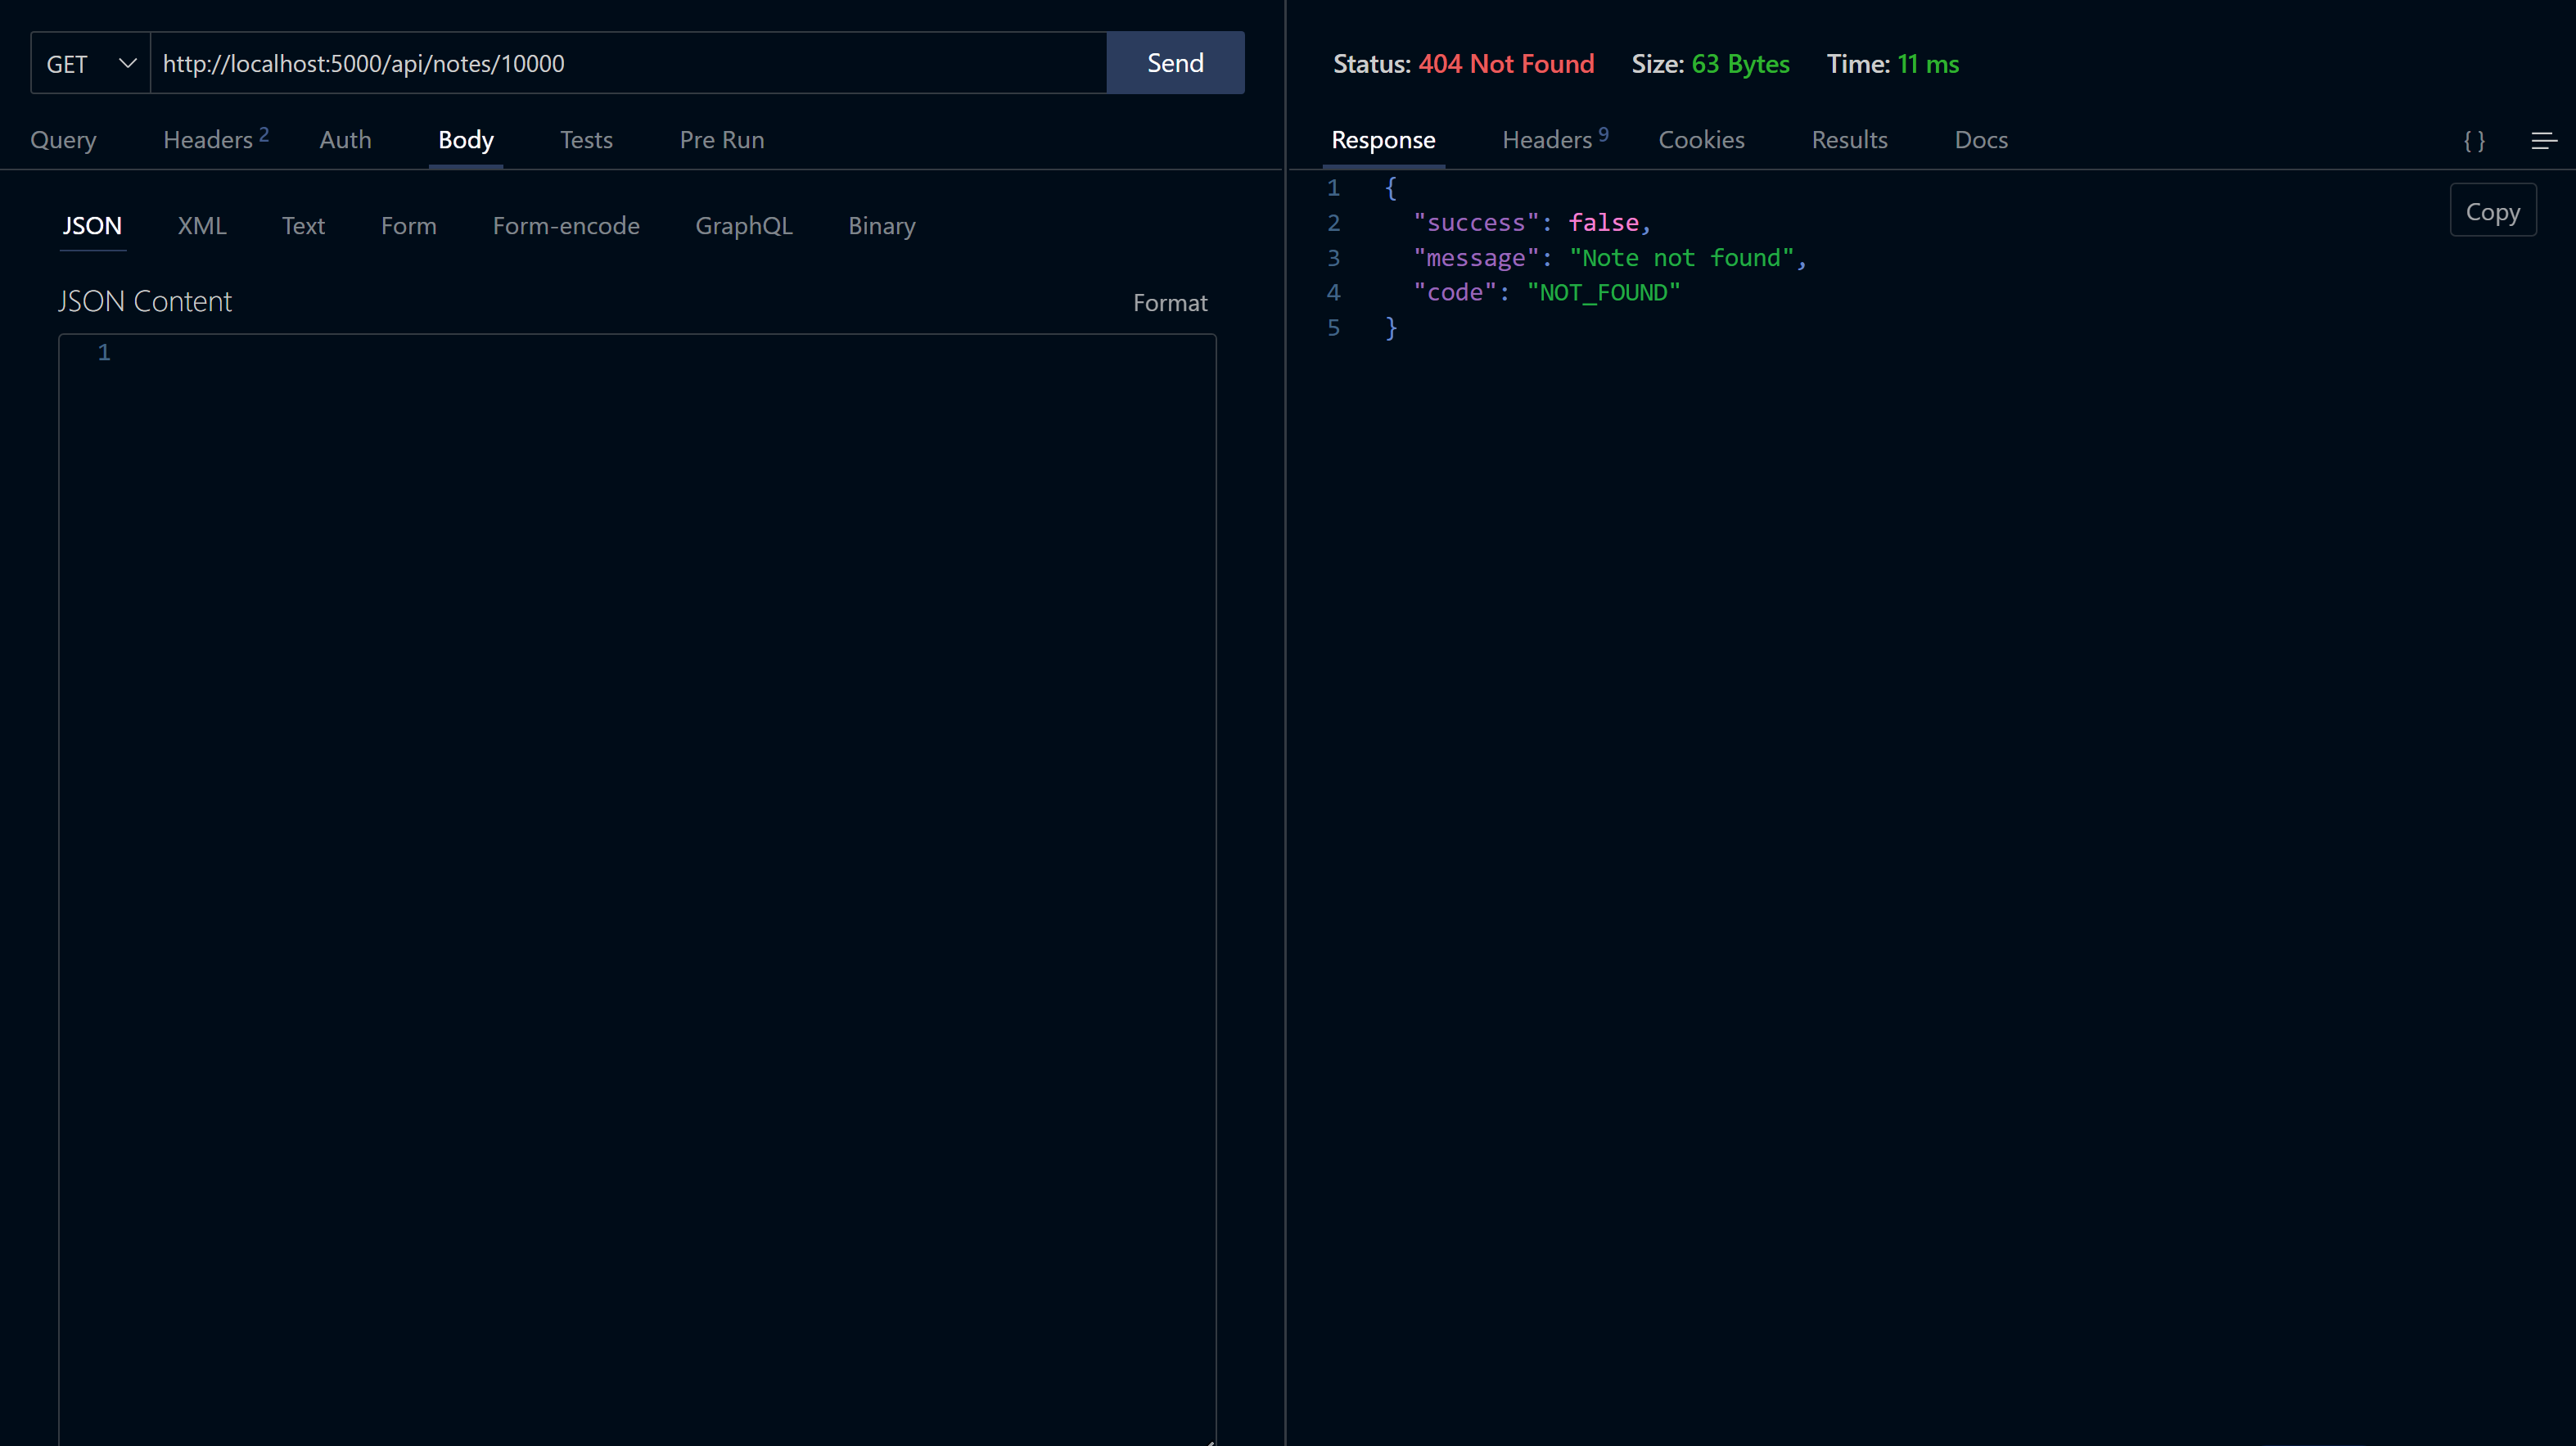 GET http://localhost:5000/api/notes/10000 Send
Query Headers 2 Auth Body Tests Pre Run
JSON XML Text Form Form-encode GraphQL Binary
JSON Content Format
1
Status: 404 Not Found Size: 63 Bytes Time: 11 ms
Response Headers 9 Cookies Results Docs { }
Copy
1 {
2 "success": false,
3 "message": "Note not found",
4 "code": "NOT_FOUND"
5 }